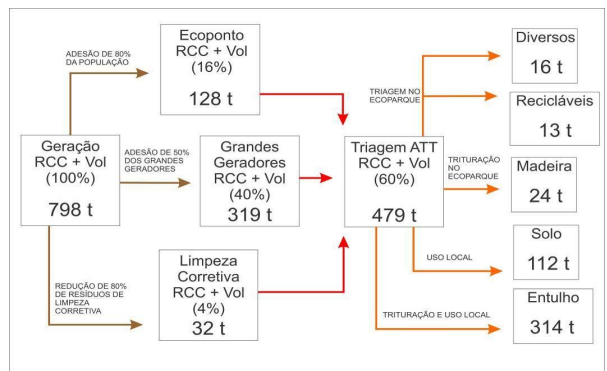 Geração
RCC + Vol
(100%)
798 t
ADESÃO DE 80%
DA POPULAÇÃO
ADESÃO DE 50%
DOS GRANDES
GERADORES
REDUÇÃO DE 80%
DE RESÍDUOS DE
LIMPEZA
CORRETIVA
Ecoponto
RCC + Vol
(16%)
128 t
Grandes
Geradores
RCC + Vol
(40%)
319 t
Limpeza
Corretiva
RCC + Vol
(4%)
32 t
Triagem ATT
RCC + Vol
(60%)
479 t
TRIAGEM NO
ECOPARQUE
TRITURAÇÃO
NO
ECOPARQUE
USO LOCAL
TRITURAÇÃO E USO LOCAL
Diversos
16 t
Recicláveis
13 t
Madeira
24 t
Solo
112 t
Entulho
314 t